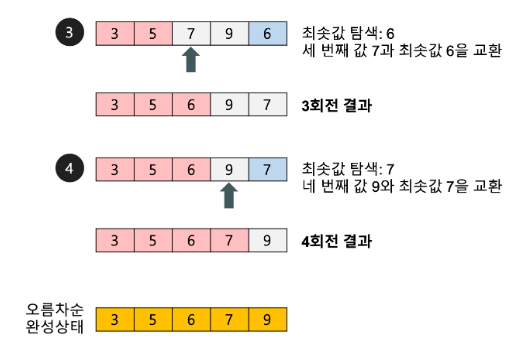 3
3 5 7 9 6
최솟값 탐색: 6
세 번째 값 7과 최솟값 6을 교환
3 5 6 9 7
3회전 결과
4
3 5 6 9 7
최솟값 탐색: 7
네 번째 값 9와 최솟값 7을 교환
3 5 6 7 9
4회전 결과
오름차순
완성상태
3 5 6 7 9